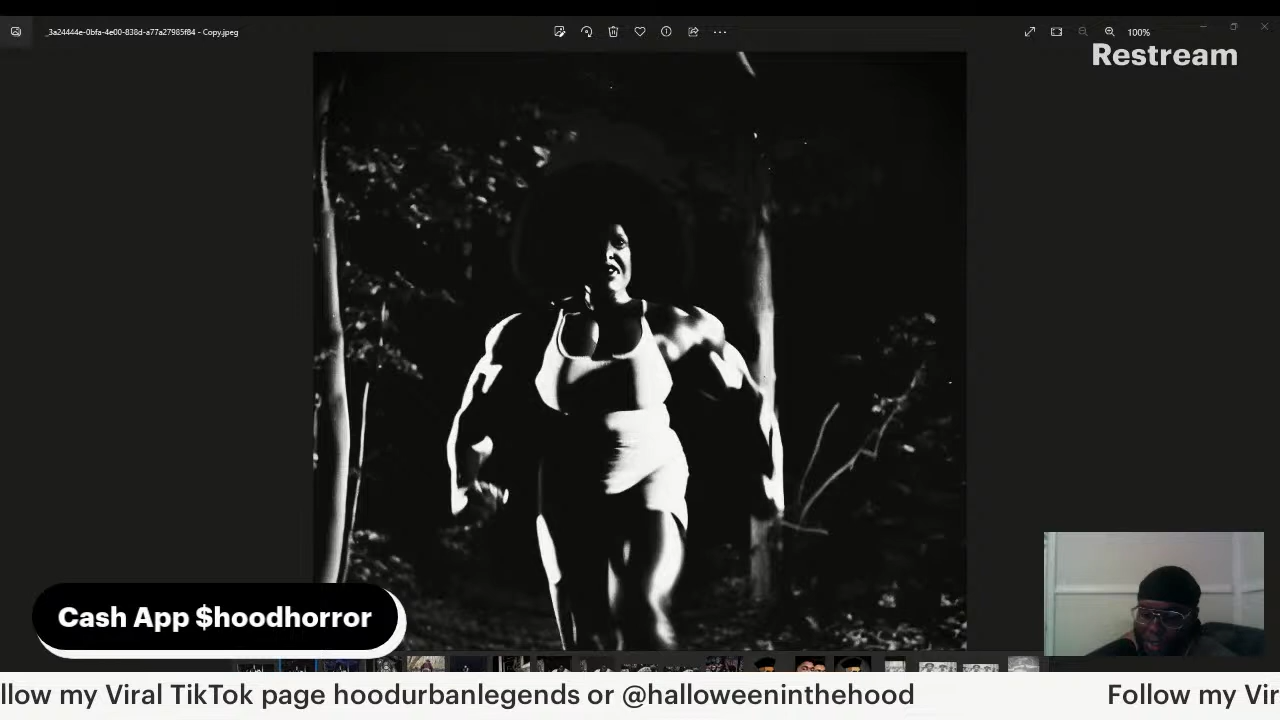 _3a24444e-0bfa-4e00-838d-a77a27985f84 - Copy.jpeg
100%
Restream
Cash App $hoodhorror
llow my Viral TikTok page hoodurbanlegends or @halloweeninthehood
Follow my Vir